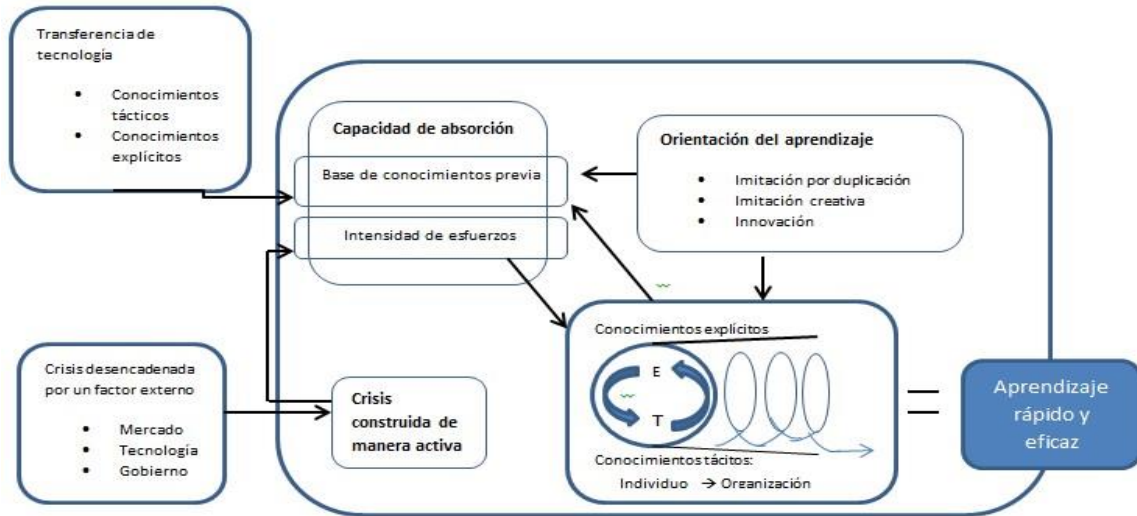 Transferencia de
tecnología
• Conocimientos
tácticos
• Conocimientos
explícitos
Capacidad de absorción
Base de conocimientos previa
Intensidad de esfuerzos
Orientación del aprendizaje
• Imitación por duplicación
• Imitación creativa
• Innovación
Crisis desencadenada
por un factor externo
• Mercado
• Tecnología
• Gobierno
Crisis
construida de
manera activa
Conocimientos explícitos
E
T
Conocimientos tácitos:
Individuo → Organización
=
Aprendizaje
rápido y
eficaz